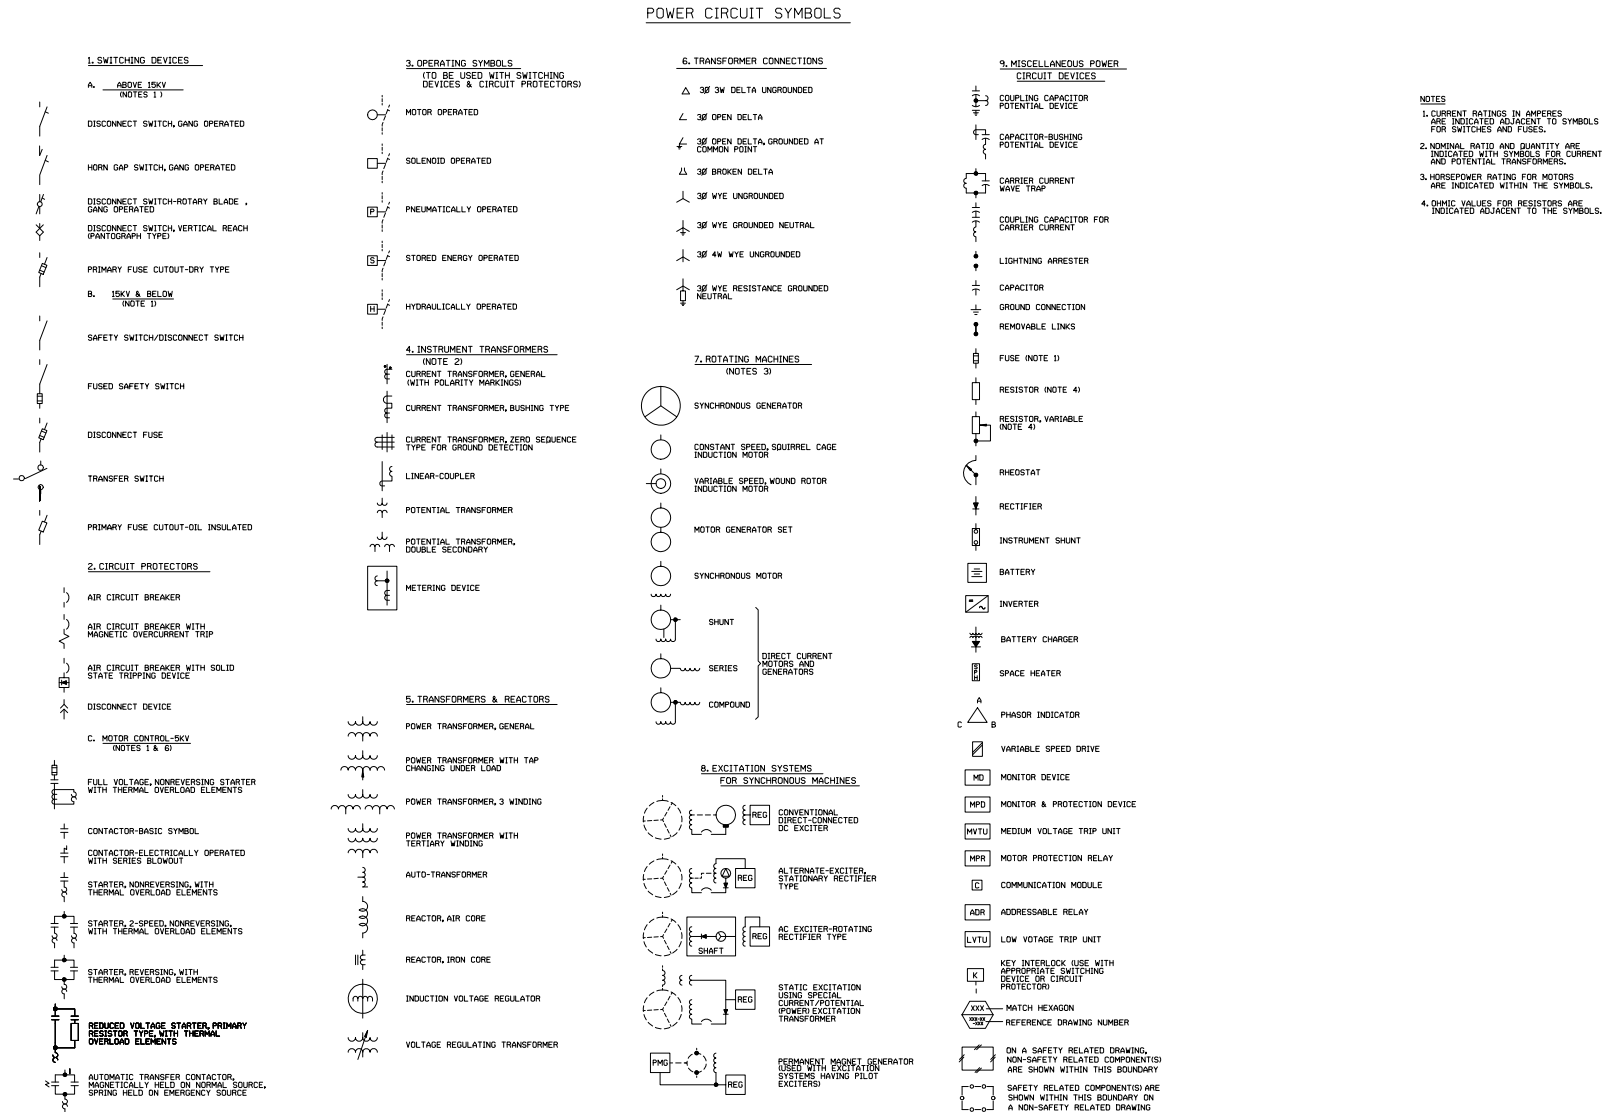 POWER CIRCUIT SYMBOLS
1. SWITCHING DEVICES
A. ABOVE 15KV
(NOTES 1)
DISCONNECT SWITCH, GANG OPERATED
HORN GAP SWITCH, GANG OPERATED
DISCONNECT SWITCH-ROTARY BLADE ,
GANG OPERATED
DISCONNECT SWITCH, VERTICAL REACH
(PANTOGRAPH TYPE)
PRIMARY FUSE CUTOUT-DRY TYPE
B. 15KV & BELOW
(NOTE 1)
SAFETY SWITCH/DISCONNECT SWITCH
FUSED SAFETY SWITCH
DISCONNECT FUSE
TRANSFER SWITCH
PRIMARY FUSE CUTOUT-OIL INSULATED
2. CIRCUIT PROTECTORS
AIR CIRCUIT BREAKER
AIR CIRCUIT BREAKER WITH
MAGNETIC OVERCURRENT TRIP
AIR CIRCUIT BREAKER WITH SOLID
STATE TRIPPING DEVICE
DISCONNECT DEVICE
C. MOTOR CONTROL-5KV
(NOTES 1 & 6)
FULL VOLTAGE, NONREVERSING STARTER
WITH THERMAL OVERLOAD ELEMENTS
CONTACTOR-BASIC SYMBOL
CONTACTOR-ELECTRICALLY OPERATED
WITH SERIES BLOWOUT
STARTER, NONREVERSING, WITH
THERMAL OVERLOAD ELEMENTS
STARTER, 2-SPEED, NONREVERSING,
WITH THERMAL OVERLOAD ELEMENTS
STARTER, REVERSING, WITH
THERMAL OVERLOAD ELEMENTS
REDUCED VOLTAGE STARTER, PRIMARY
RESISTOR TYPE, WITH THERMAL
OVERLOAD ELEMENTS
AUTOMATIC TRANSFER CONTACTOR,
MAGNETICALLY HELD ON NORMAL SOURCE,
SPRING HELD ON EMERGENCY SOURCE
3. OPERATING SYMBOLS
(TO BE USED WITH SWITCHING
DEVICES & CIRCUIT PROTECTORS)
MOTOR OPERATED
SOLENOID OPERATED
P PNEUMATICALLY OPERATED
S STORED ENERGY OPERATED
H HYDRAULICALLY OPERATED
4. INSTRUMENT TRANSFORMERS
(NOTE 2)
CURRENT TRANSFORMER, GENERAL
(WITH POLARITY MARKINGS)
CURRENT TRANSFORMER, BUSHING TYPE
CURRENT TRANSFORMER, ZERO SEQUENCE
TYPE FOR GROUND DETECTION
LINEAR-COUPLER
POTENTIAL TRANSFORMER
POTENTIAL TRANSFORMER,
DOUBLE SECONDARY
METERING DEVICE
5. TRANSFORMERS & REACTORS
POWER TRANSFORMER, GENERAL
POWER TRANSFORMER WITH TAP
CHANGING UNDER LOAD
POWER TRANSFORMER, 3 WINDING
POWER TRANSFORMER WITH
TERTIARY WINDING
AUTO-TRANSFORMER
REACTOR, AIR CORE
REACTOR, IRON CORE
INDUCTION VOLTAGE REGULATOR
VOLTAGE REGULATING TRANSFORMER
6. TRANSFORMER CONNECTIONS
3Ø 3W DELTA UNGROUNDED
3Ø OPEN DELTA
3Ø OPEN DELTA, GROUNDED AT
COMMON POINT
3Ø BROKEN DELTA
3Ø WYE UNGROUNDED
3Ø WYE GROUNDED NEUTRAL
3Ø 4W WYE UNGROUNDED
3Ø WYE RESISTANCE GROUNDED
NEUTRAL
7. ROTATING MACHINES
(NOTES 3)
SYNCHRONOUS GENERATOR
CONSTANT SPEED, SQUIRREL CAGE
INDUCTION MOTOR
VARIABLE SPEED, WOUND ROTOR
INDUCTION MOTOR
MOTOR GENERATOR SET
SYNCHRONOUS MOTOR
SHUNT
SERIES
COMPOUND
DIRECT CURRENT
MOTORS AND
GENERATORS
8. EXCITATION SYSTEMS
FOR SYNCHRONOUS MACHINES
REG
CONVENTIONAL
DIRECT-CONNECTED
DC EXCITER
REG
ALTERNATE-EXCITER,
STATIONARY RECTIFIER
TYPE
SHAFT
REG
AC EXCITER-ROTATING
RECTIFIER TYPE
REG
STATIC EXCITATION
USING SPECIAL
CURRENT/POTENTIAL
(POWER) EXCITATION
TRANSFORMER
PMG
REG
PERMANENT MAGNET GENERATOR
(USED WITH EXCITATION
SYSTEMS HAVING PILOT
EXCITERS)
9. MISCELLANEOUS POWER
CIRCUIT DEVICES
COUPLING CAPACITOR
POTENTIAL DEVICE
CAPACITOR-BUSHING
POTENTIAL DEVICE
CARRIER CURRENT
WAVE TRAP
COUPLING CAPACITOR FOR
CARRIER CURRENT
LIGHTNING ARRESTER
CAPACITOR
GROUND CONNECTION
REMOVABLE LINKS
FUSE (NOTE 1)
RESISTOR (NOTE 4)
RESISTOR, VARIABLE
(NOTE 4)
RHEOSTAT
RECTIFIER
INSTRUMENT SHUNT
BATTERY
INVERTER
BATTERY CHARGER
SPH SPACE HEATER
A
C B
PHASOR INDICATOR
VARIABLE SPEED DRIVE
MD MONITOR DEVICE
MPD MONITOR & PROTECTION DEVICE
MVTU MEDIUM VOLTAGE TRIP UNIT
MPR MOTOR PROTECTION RELAY
C COMMUNICATION MODULE
ADR ADDRESSABLE RELAY
LVTU LOW VOTAGE TRIP UNIT
K
KEY INTERLOCK (USE WITH
APPROPRIATE SWITCHING
DEVICE OR CIRCUIT
PROTECTOR)
XXX MATCH HEXAGON
XXX-XX
-XXX
REFERENCE DRAWING NUMBER
ON A SAFETY RELATED DRAWING,
NON-SAFETY RELATED COMPONENT(S)
ARE SHOWN WITHIN THIS BOUNDARY
SAFETY RELATED COMPONENT(S) ARE
SHOWN WITHIN THIS BOUNDARY ON
A NON-SAFETY RELATED DRAWING
NOTES
1. CURRENT RATINGS IN AMPERES
ARE INDICATED ADJACENT TO SYMBOLS
FOR SWITCHES AND FUSES.
2. NOMINAL RATIO AND QUANTITY ARE
INDICATED WITH SYMBOLS FOR CURRENT
AND POTENTIAL TRANSFORMERS.
3. HORSEPOWER RATING FOR MOTORS
ARE INDICATED WITHIN THE SYMBOLS.
4. OHMIC VALUES FOR RESISTORS ARE
INDICATED ADJACENT TO THE SYMBOLS.